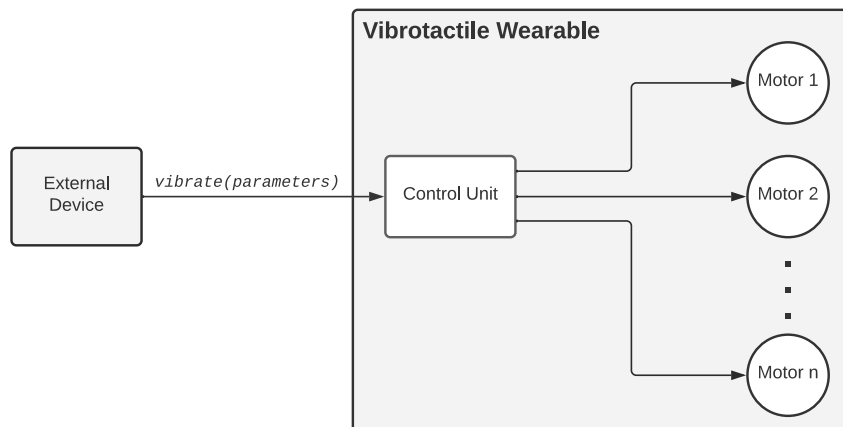 Vibrotactile Wearable
Motor 1
External
Device
vibrate(parameters)
Control Unit
Motor 2
Motor n